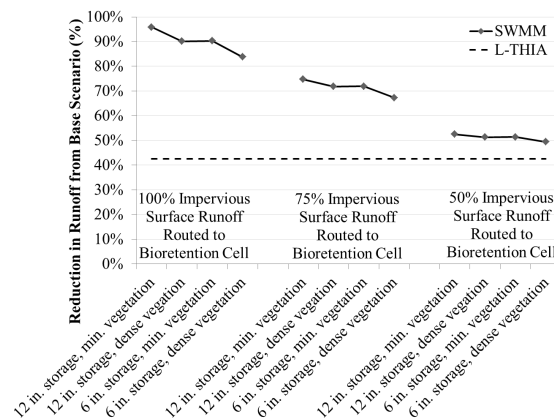 Reduction in Runoff from Base Scenario (%)
100%
90%
80%
70%
60%
50%
40%
30%
20%
10%
0%
SWMM
L-THIA
100% Impervious
Surface Runoff
Routed to
Bioretention Cell
75% Impervious
Surface Runoff
Routed to
Bioretention Cell
50% Impervious
Surface Runoff
Routed to
Bioretention Cell
12 in. storage, min. vegetation
12 in. storage, dense vegation
6 in. storage, min. vegetation
6 in. storage, dense vegetation
12 in. storage, min. vegetation
12 in. storage, dense vegation
6 in. storage, min. vegetation
6 in. storage, dense vegetation
12 in. storage, min. vegetation
12 in. storage, dense vegation
6 in. storage, min. vegetation
6 in. storage, dense vegetation